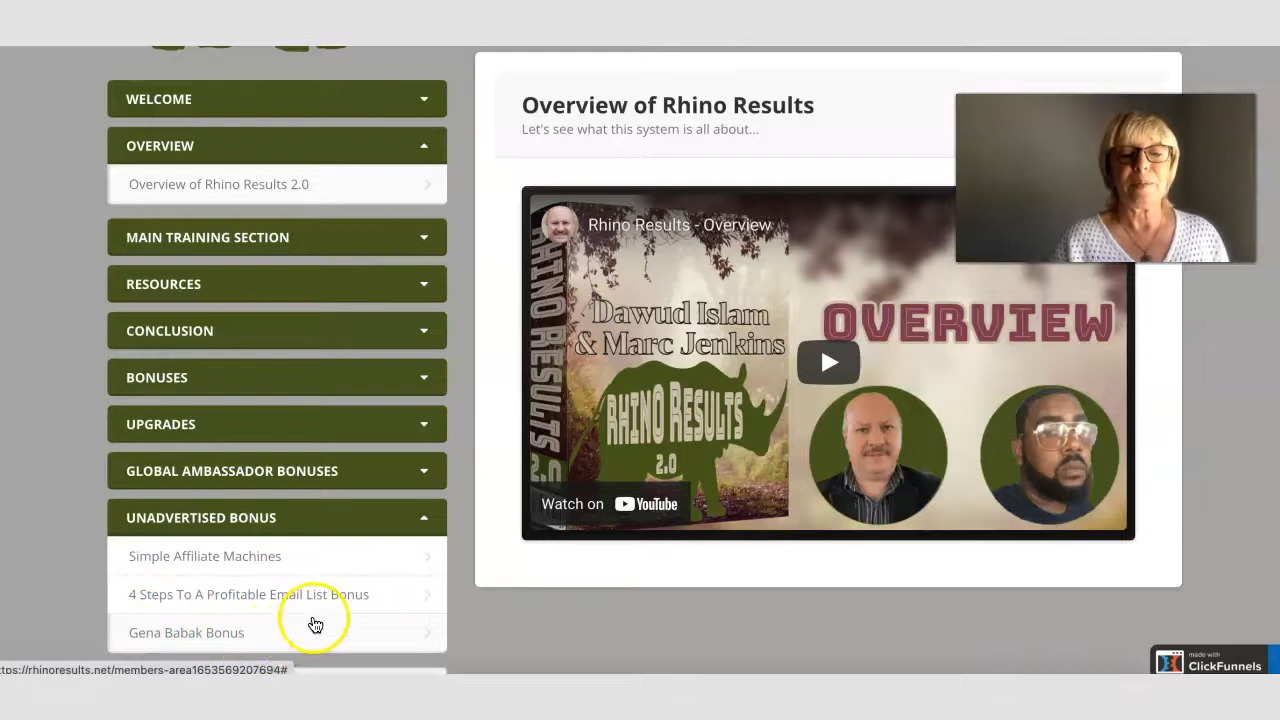 WELCOME
OVERVIEW
Overview of Rhino Results 2.0
MAIN TRAINING SECTION
RESOURCES
CONCLUSION
BONUSES
UPGRADES
GLOBAL AMBASSADOR BONUSES
UNADVERTISED BONUS
Simple Affiliate Machines
4 Steps To A Profitable Email List Bonus
Gena Babak Bonus
ttps://rhinoresults.net/members-area1653569207694#
Overview of Rhino Results
Let's see what this system is all about...
Rhino Results - Overview
RHINO RESULTS 2.0
Dawud Islam
& Marc Jenkins
RHINO RESULTS
2.0
OVERVIEW
Watch on YouTube
made with
ClickFunnels